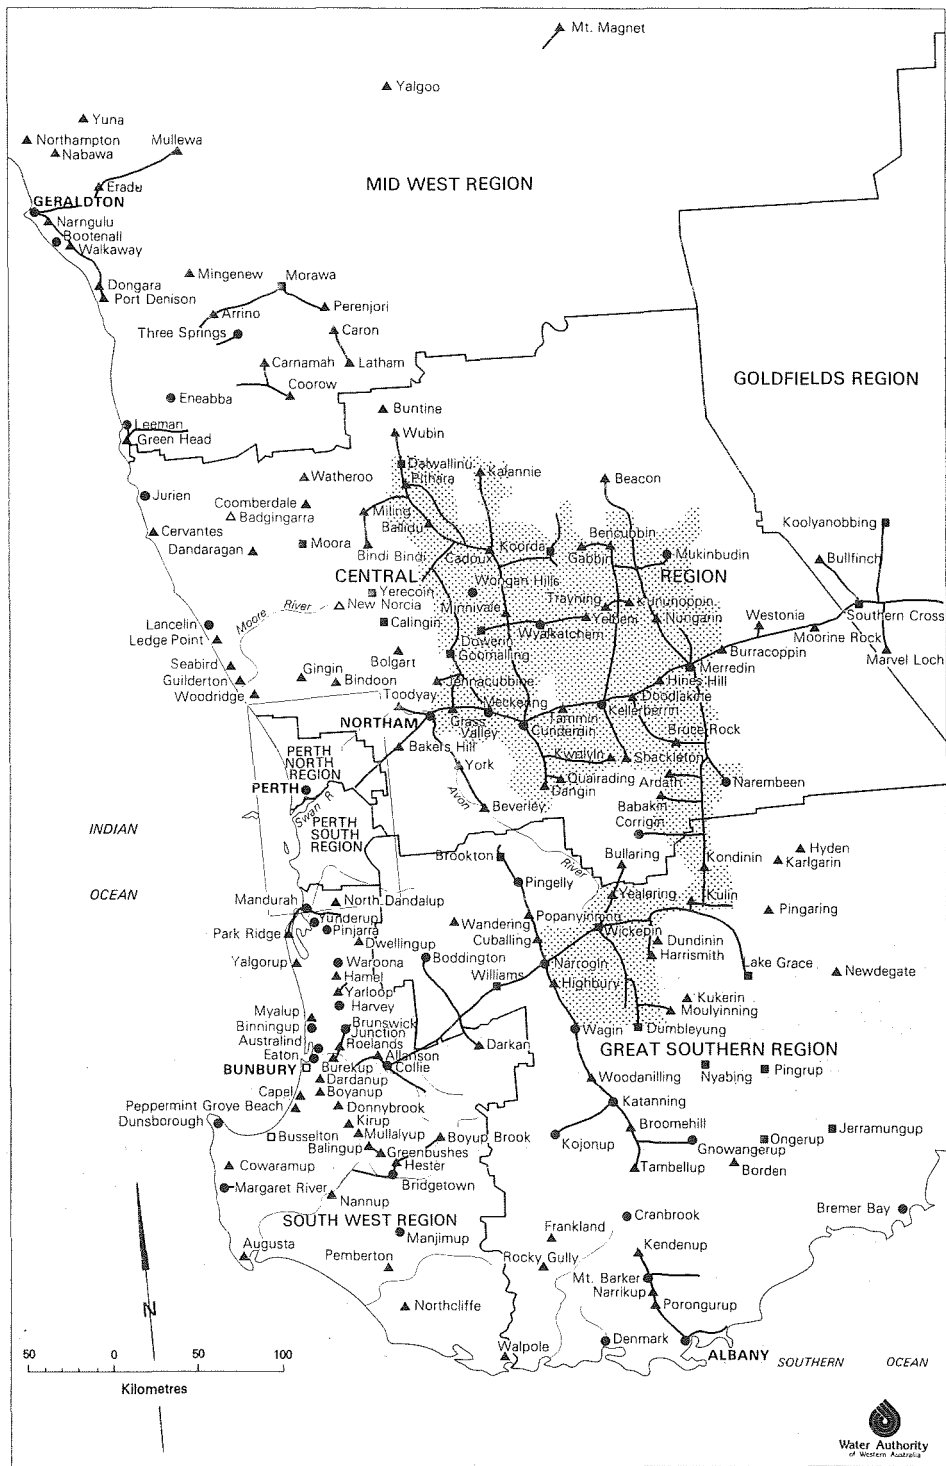 Mt. Magnet
Yalgoo
Yuna
Northampton
Mullewa
Nabawa
MID WEST REGION
Eradu
GERALDTON
Narngulu
Bootenall
Walkaway
Mingenew
Morawa
Dongara
Port Denison
Perenjori
Arrino
Three Springs
Caron
Carnamah
Latham
GOLDFIELDS REGION
Coorow
Eneabba
Buntine
Leeman
Green Head
Wubin
Dalwallinu
Kalannie
Watheroo
Pithara
Beacon
Jurien
Coomberdale
Badgingarra
Miling
Ballidu
Koolyanobbing
Cervantes
Bencubbin
Dandaragan
Moora
Bindi Bindi
Cadoux
Koorda
Gabbin
Mukinbudin
Bullfinch
CENTRAL
REGION
Wongan Hills
Yerecoin
Moore River
New Norcia
Minnivale
Trayning
Yelbeni
Kununoppin
Nungarin
Southern Cross
Lancelin
Calingiri
Wyalkatchem
Westonia
Ledge Point
Dowerin
Moorine Rock
Goomalling
Burracoppin
Marvel Loch
Bolgart
Merredin
Seabird
Gingin
Guilderton
Bindoon
Jennacubbine
Hines Hill
Woodridge
Toodyay
Meckering
Doodlakine
NORTHAM
Grass
Valley
Tammin
Kellerberrin
Cunderdin
Bruce Rock
Bakers Hill
PERTH
NORTH
REGION
York
Kwolyin
Shackleton
PERTH
Quairading
Ardath
Narembeen
Dangin
Swan R
Avon
Beverley
Babakin
PERTH
SOUTH
REGION
Corrigin
INDIAN
Brookton
River
Bullaring
Kondinin
Hyden
Karlgarin
OCEAN
Pingelly
Mandurah
North Dandalup
Yealering
Kulin
Yunderup
Popanyinning
Pingaring
Pinjarra
Wandering
Wickepin
Park Ridge
Dwellingup
Cuballing
Dundinin
Yalgorup
Waroona
Boddington
Harrismith
Hamel
Williams
Narrogin
Lake Grace
Newdegate
Yarloop
Highbury
Harvey
Kukerin
Moulyinning
Myalup
Binningup
Brunswick
Junction
Wagin
Dumbleyung
Australind
Roelands
Darkan
Eaton
Allanson
GREAT SOUTHERN REGION
BUNBURY
Burekup
Collie
Nyabing
Pingrup
Dardanup
Woodanilling
Capel
Boyanup
Peppermint Grove Beach
Donnybrook
Katanning
Dunsborough
Kirup
Broomehill
Busselton
Mullalyup
Boyup Brook
Jerramungup
Balingup
Greenbushes
Kojonup
Gnowangerup
Ongerup
Cowaramup
Hester
Tambellup
Borden
Margaret River
Bridgetown
Nannup
Bremer Bay
SOUTH WEST REGION
Cranbrook
Manjimup
Frankland
Augusta
Kendenup
Pemberton
Rocky Gully
Mt. Barker
Narrikup
Northcliffe
Porongurup
N
Denmark
Walpole
ALBANY
SOUTHERN OCEAN
50 0 50 100
Kilometres
Water Authority
of Western Australia